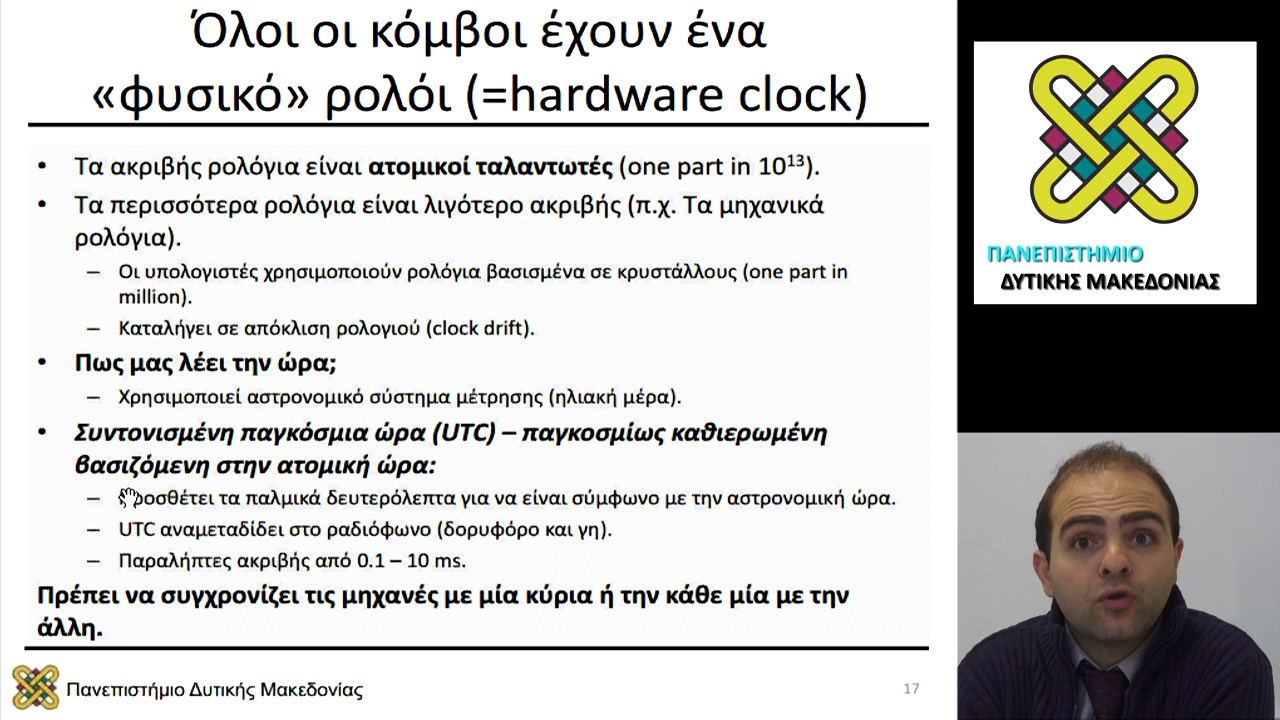 Όλοι οι κόμβοι έχουν ένα
«φυσικό» ρολόι (=hardware clock)
• Τα ακριβής ρολόγια είναι ατομικοί ταλαντωτές (one part in 10¹³).
• Τα περισσότερα ρολόγια είναι λιγότερο ακριβής (π.χ. Τα μηχανικά
ρολόγια).
– Οι υπολογιστές χρησιμοποιούν ρολόγια βασισμένα σε κρυστάλλους (one part in
million).
– Καταλήγει σε απόκλιση ρολογιού (clock drift).
• Πως μας λέει την ώρα;
– Χρησιμοποιεί αστρονομικό σύστημα μέτρησης (ηλιακή μέρα).
• Συντονισμένη παγκόσμια ώρα (UTC) – παγκοσμίως καθιερωμένη
βασιζόμενη στην ατομική ώρα:
– Προσθέτει τα παλμικά δευτερόλεπτα για να είναι σύμφωνο με την αστρονομική ώρα.
– UTC αναμεταδίδει στο ραδιόφωνο (δορυφόρο και γη).
– Παραλήπτες ακριβής από 0.1 – 10 ms.
Πρέπει να συγχρονίζει τις μηχανές με μία κύρια ή την κάθε μία με την
άλλη.
Πανεπιστήμιο Δυτικής Μακεδονίας
17
ΠΑΝΕΠΙΣΤΗΜΙΟ
ΔΥΤΙΚΗΣ ΜΑΚΕΔΟΝΙΑΣ